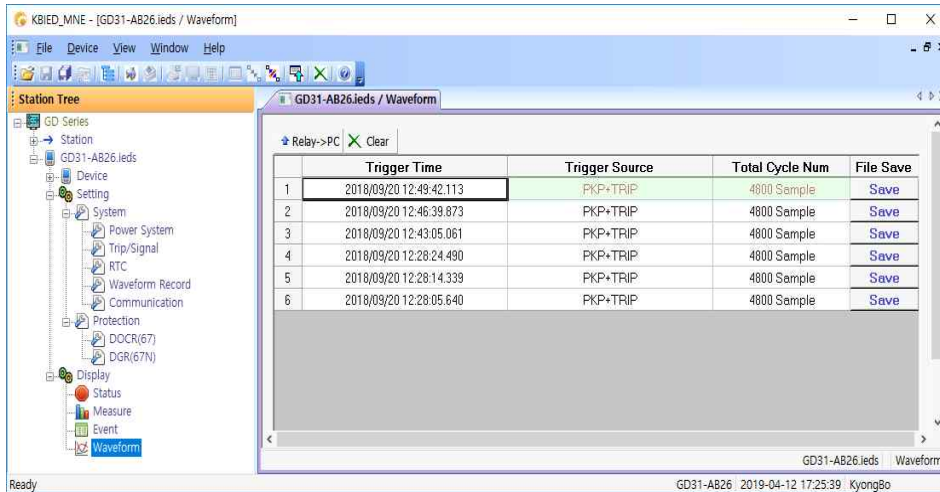 KBIED_MNE - [GD31-AB26.ieds / Waveform]
File Device View Window Help
Station Tree
GD Series
Station
GD31-AB26.ieds
Device
Setting
System
Power System
Trip/Signal
RTC
Waveform Record
Communication
Protection
DOCR(67)
DGR(67N)
Display
Status
Measure
Event
Waveform
GD31-AB26.ieds / Waveform
Relay->PC Clear
Trigger Time Trigger Source Total Cycle Num File Save
1 2018/09/20 12:49:42.113 PKP+TRIP 4800 Sample Save
2 2018/09/20 12:46:39.873 PKP+TRIP 4800 Sample Save
3 2018/09/20 12:43:05.061 PKP+TRIP 4800 Sample Save
4 2018/09/20 12:28:24.490 PKP+TRIP 4800 Sample Save
5 2018/09/20 12:28:14.339 PKP+TRIP 4800 Sample Save
6 2018/09/20 12:28:05.640 PKP+TRIP 4800 Sample Save
GD31-AB26.ieds Waveform
Ready GD31-AB26 2019-04-12 17:25:39 KyongBo